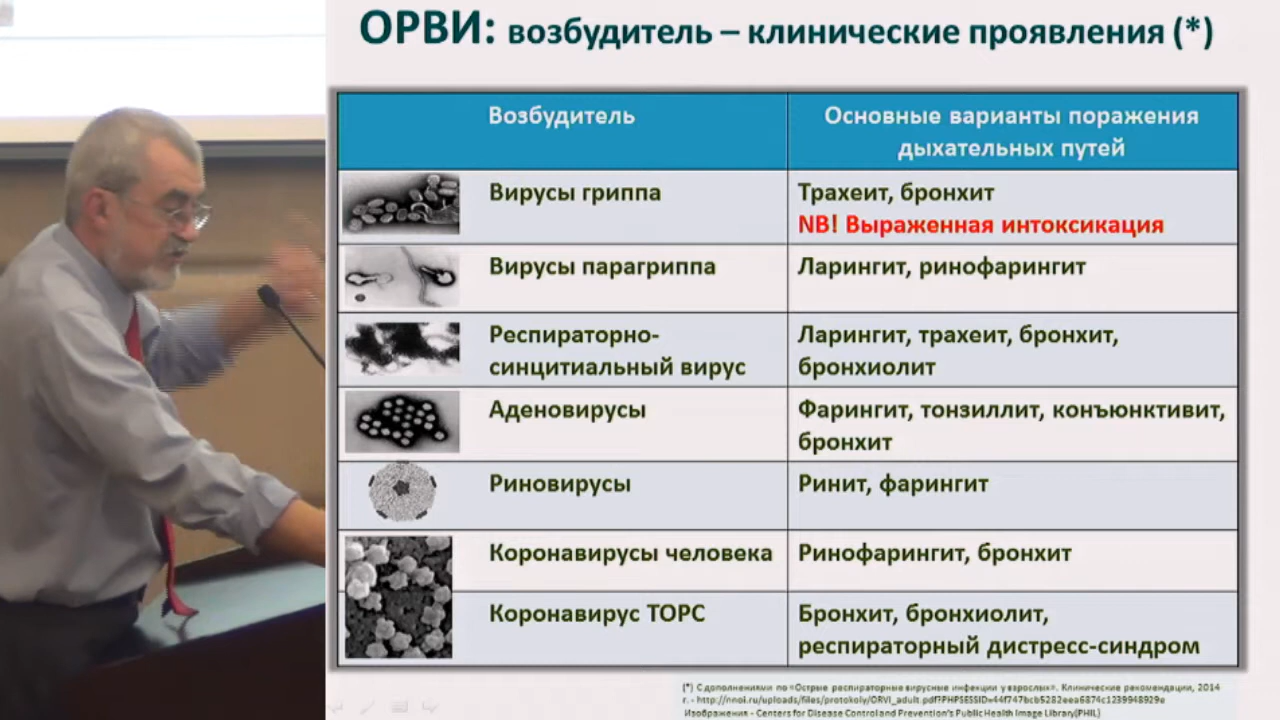 ОРВИ: возбудитель – клинические проявления (*)
Возбудитель
Основные варианты поражения
дыхательных путей
Вирусы гриппа
Трахеит, бронхит
NB! Выраженная интоксикация
Вирусы парагриппа
Ларингит, ринофарингит
Респираторно-
синцитиальный вирус
Ларингит, трахеит, бронхит,
бронхиолит
Аденовирусы
Фарингит, тонзиллит, конъюнктивит,
бронхит
Риновирусы
Ринит, фарингит
Коронавирусы человека
Ринофарингит, бронхит
Коронавирус ТОРС
Бронхит, бронхиолит,
респираторный дистресс-синдром
(*) С дополнениями по «Острые респираторные вирусные инфекции у взрослых». Клинические рекомендации, 2014
г. -
Изображения - Centers for Disease Control and Prevention's Public Health Image Library(PHIL)